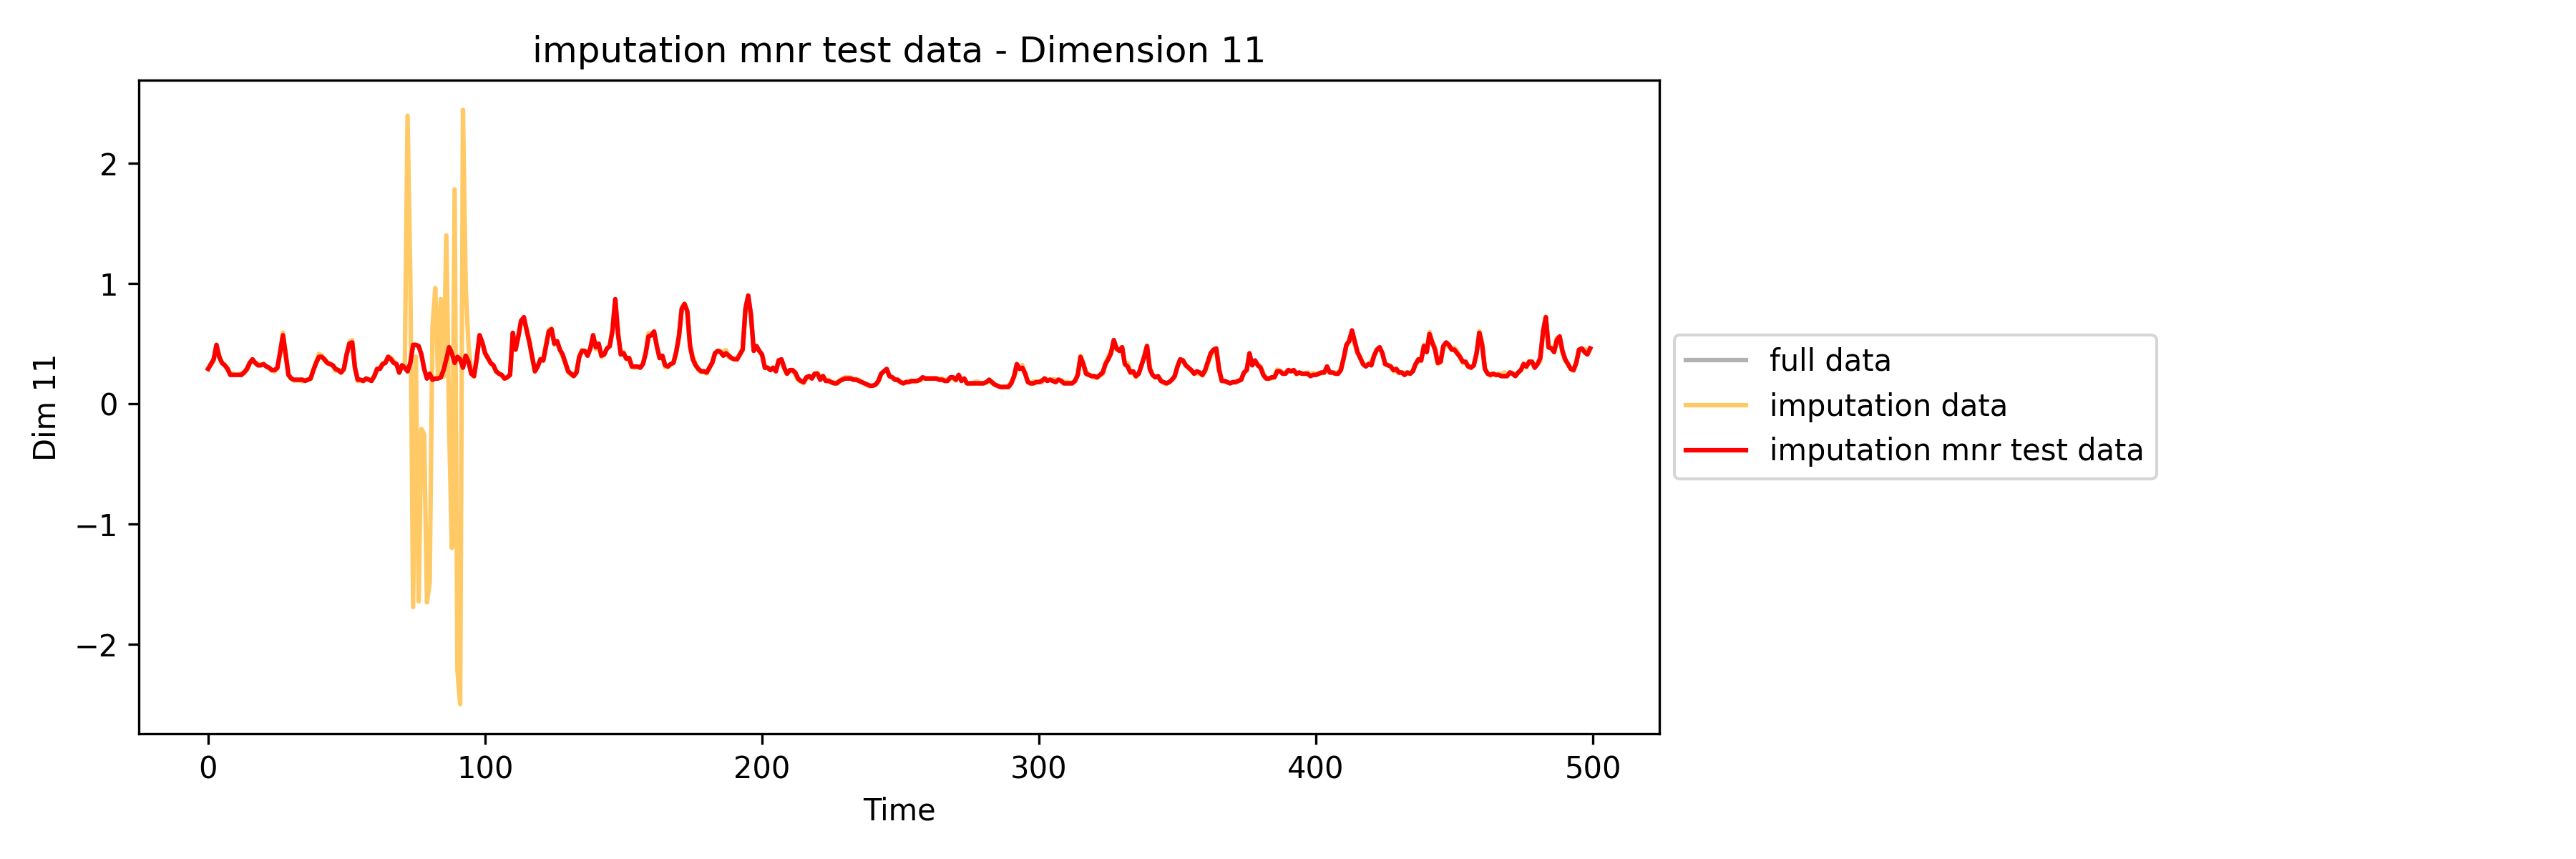 imputation mnr test data - Dimension 11
2
1
0
−1
−2
Dim 11
0
100
200
300
400
500
Time
full data
imputation data
imputation mnr test data